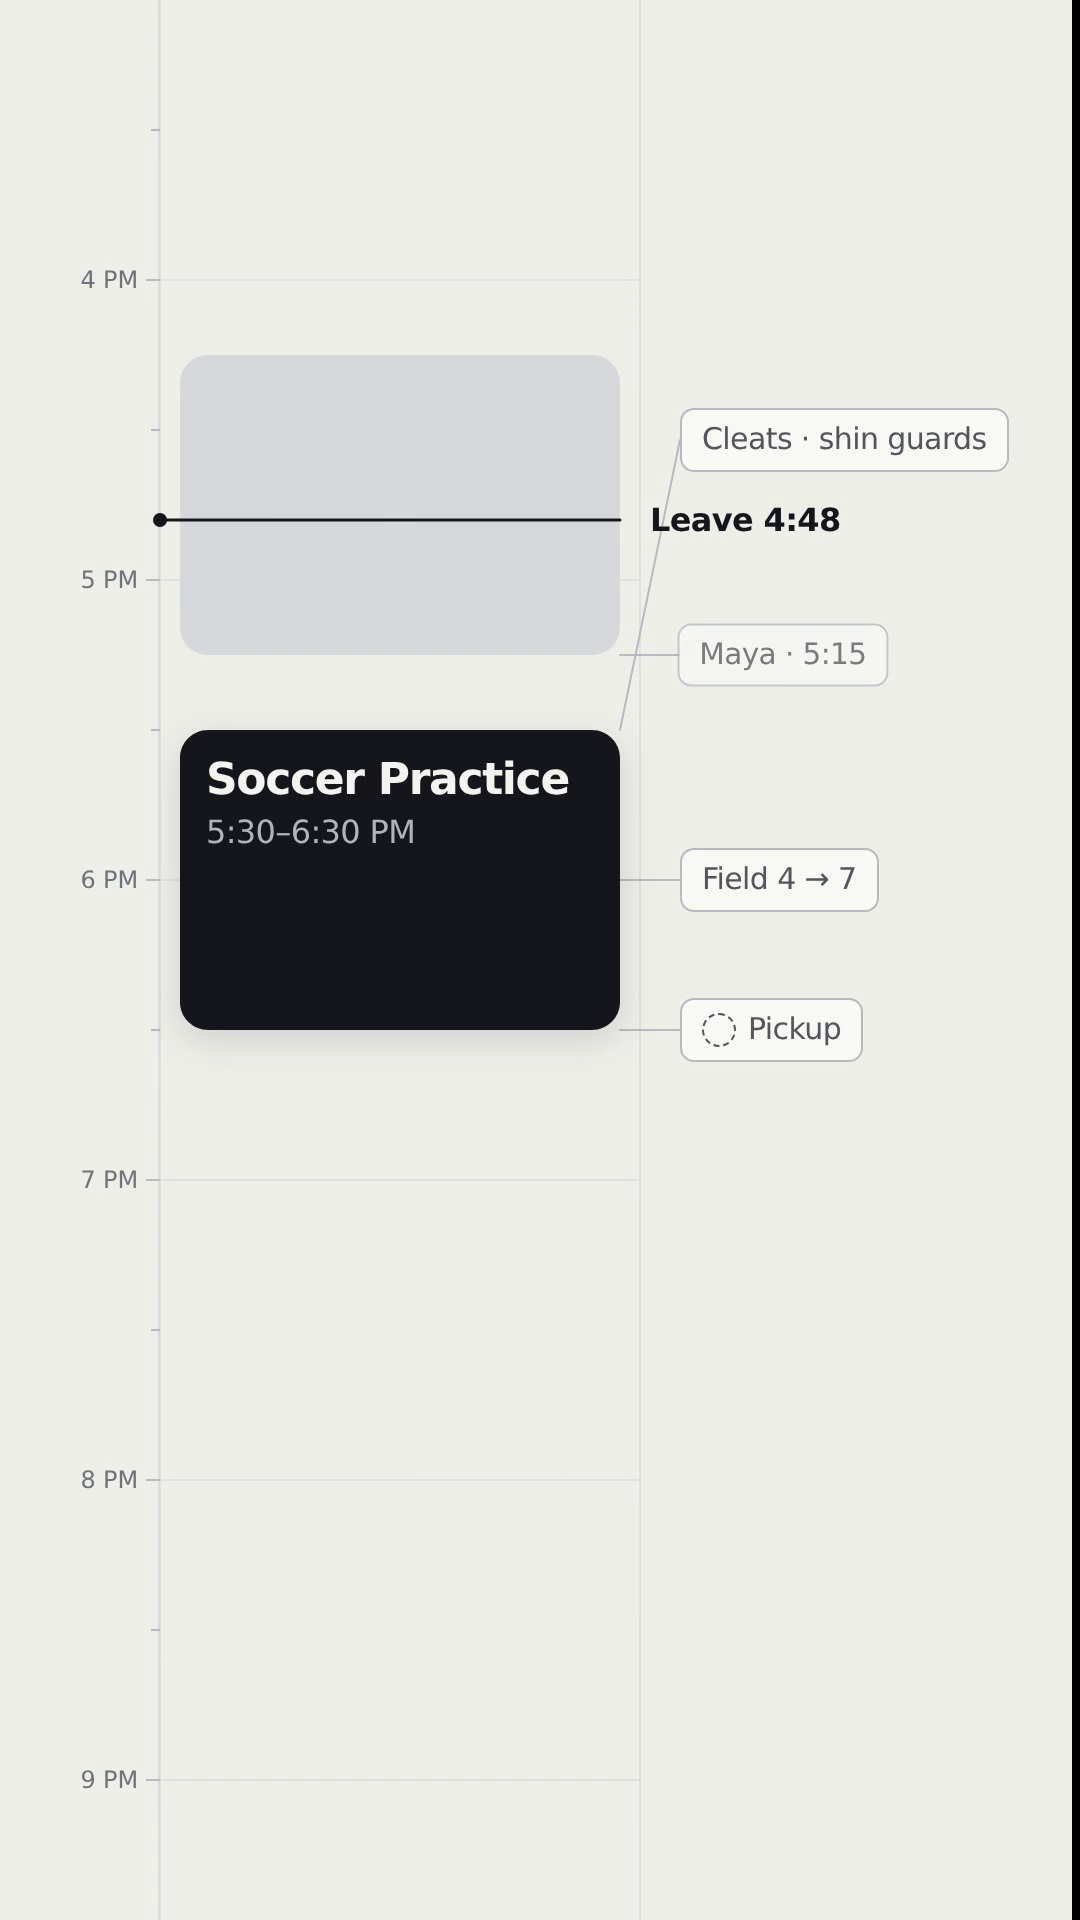 4 PM
Cleats · shin guards
Leave 4:48
5 PM
Maya · 5:15
Soccer Practice
5:30–6:30 PM
6 PM
Field 4 → 7
Pickup
7 PM
8 PM
9 PM